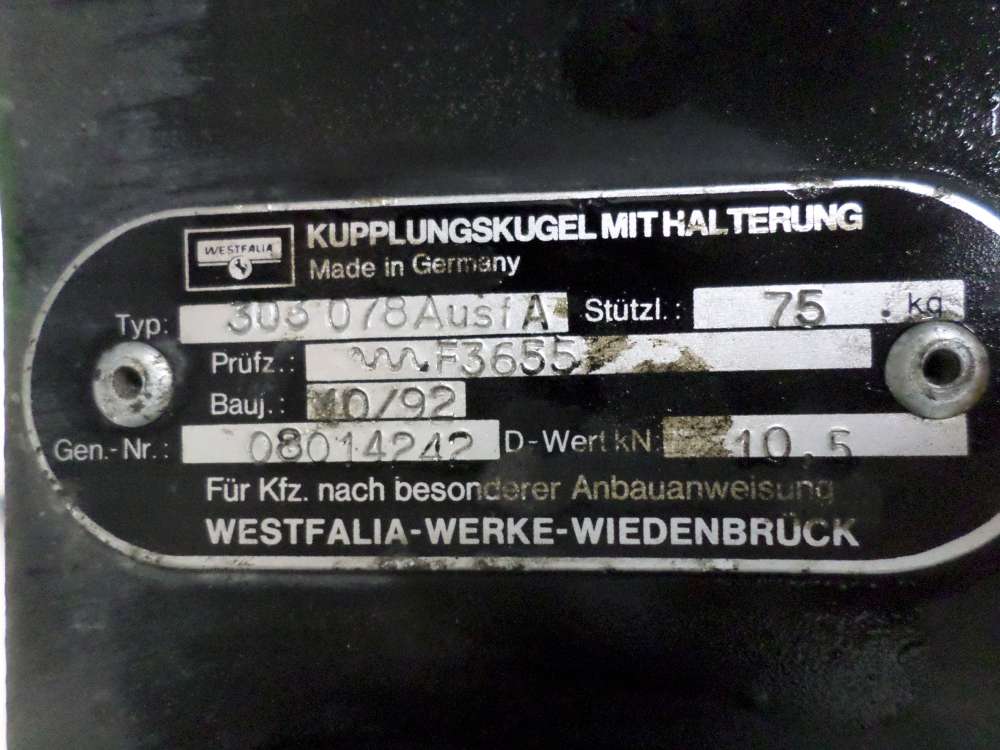 WESTFALIA
KUPPLUNGSKUGEL MIT HALTERUNG
Made in Germany
Typ: 303 078 Ausf A Stützl.: 75 kg
Prüfz.: F3655
Bauj.: 10/92
Gen.-Nr.: 08014242 D-Wert kN: 10.5
Für Kfz. nach besonderer Anbauanweisung
WESTFALIA-WERKE-WIEDENBRÜCK